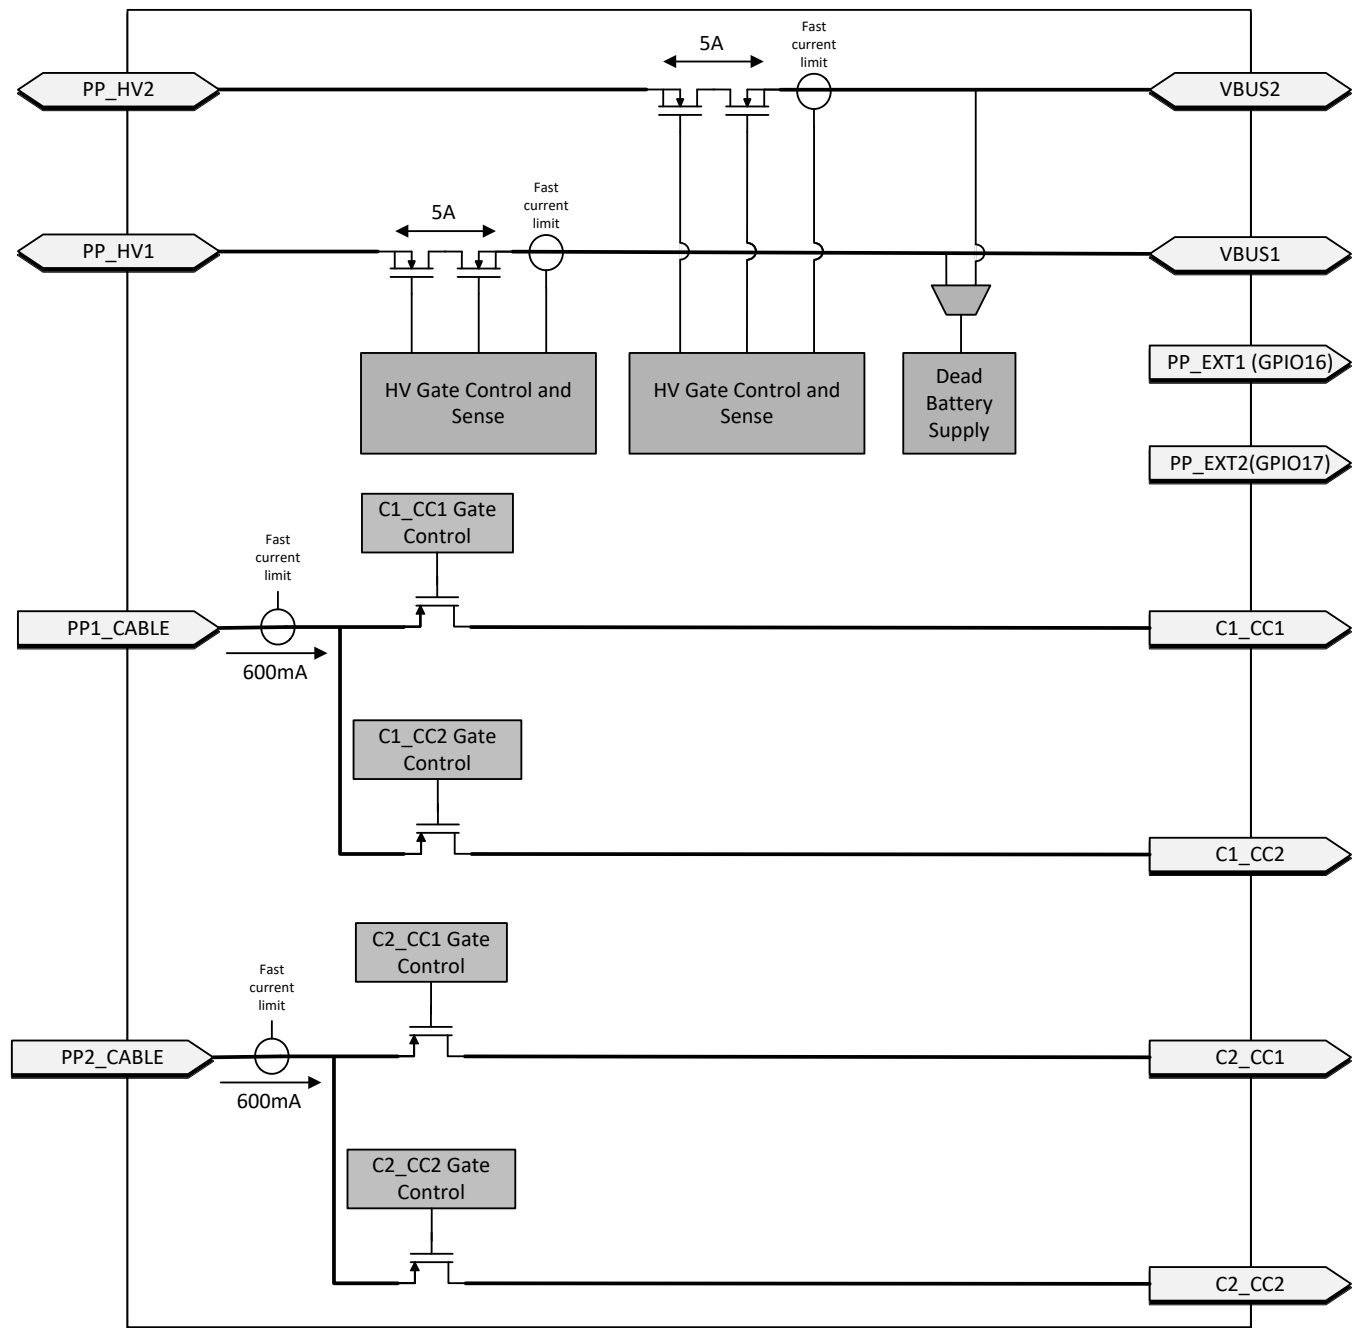 Fast
current
limit
5A
PP_HV2
VBUS2
Fast
current
limit
5A
PP_HV1
VBUS1
HV Gate Control and
Sense
HV Gate Control and
Sense
Dead
Battery
Supply
PP_EXT1 (GPIO16)
PP_EXT2(GPIO17)
C1_CC1 Gate
Control
Fast
current
limit
PP1_CABLE
600mA
C1_CC1
C1_CC2 Gate
Control
C1_CC2
C2_CC1 Gate
Control
Fast
current
limit
PP2_CABLE
600mA
C2_CC1
C2_CC2 Gate
Control
C2_CC2